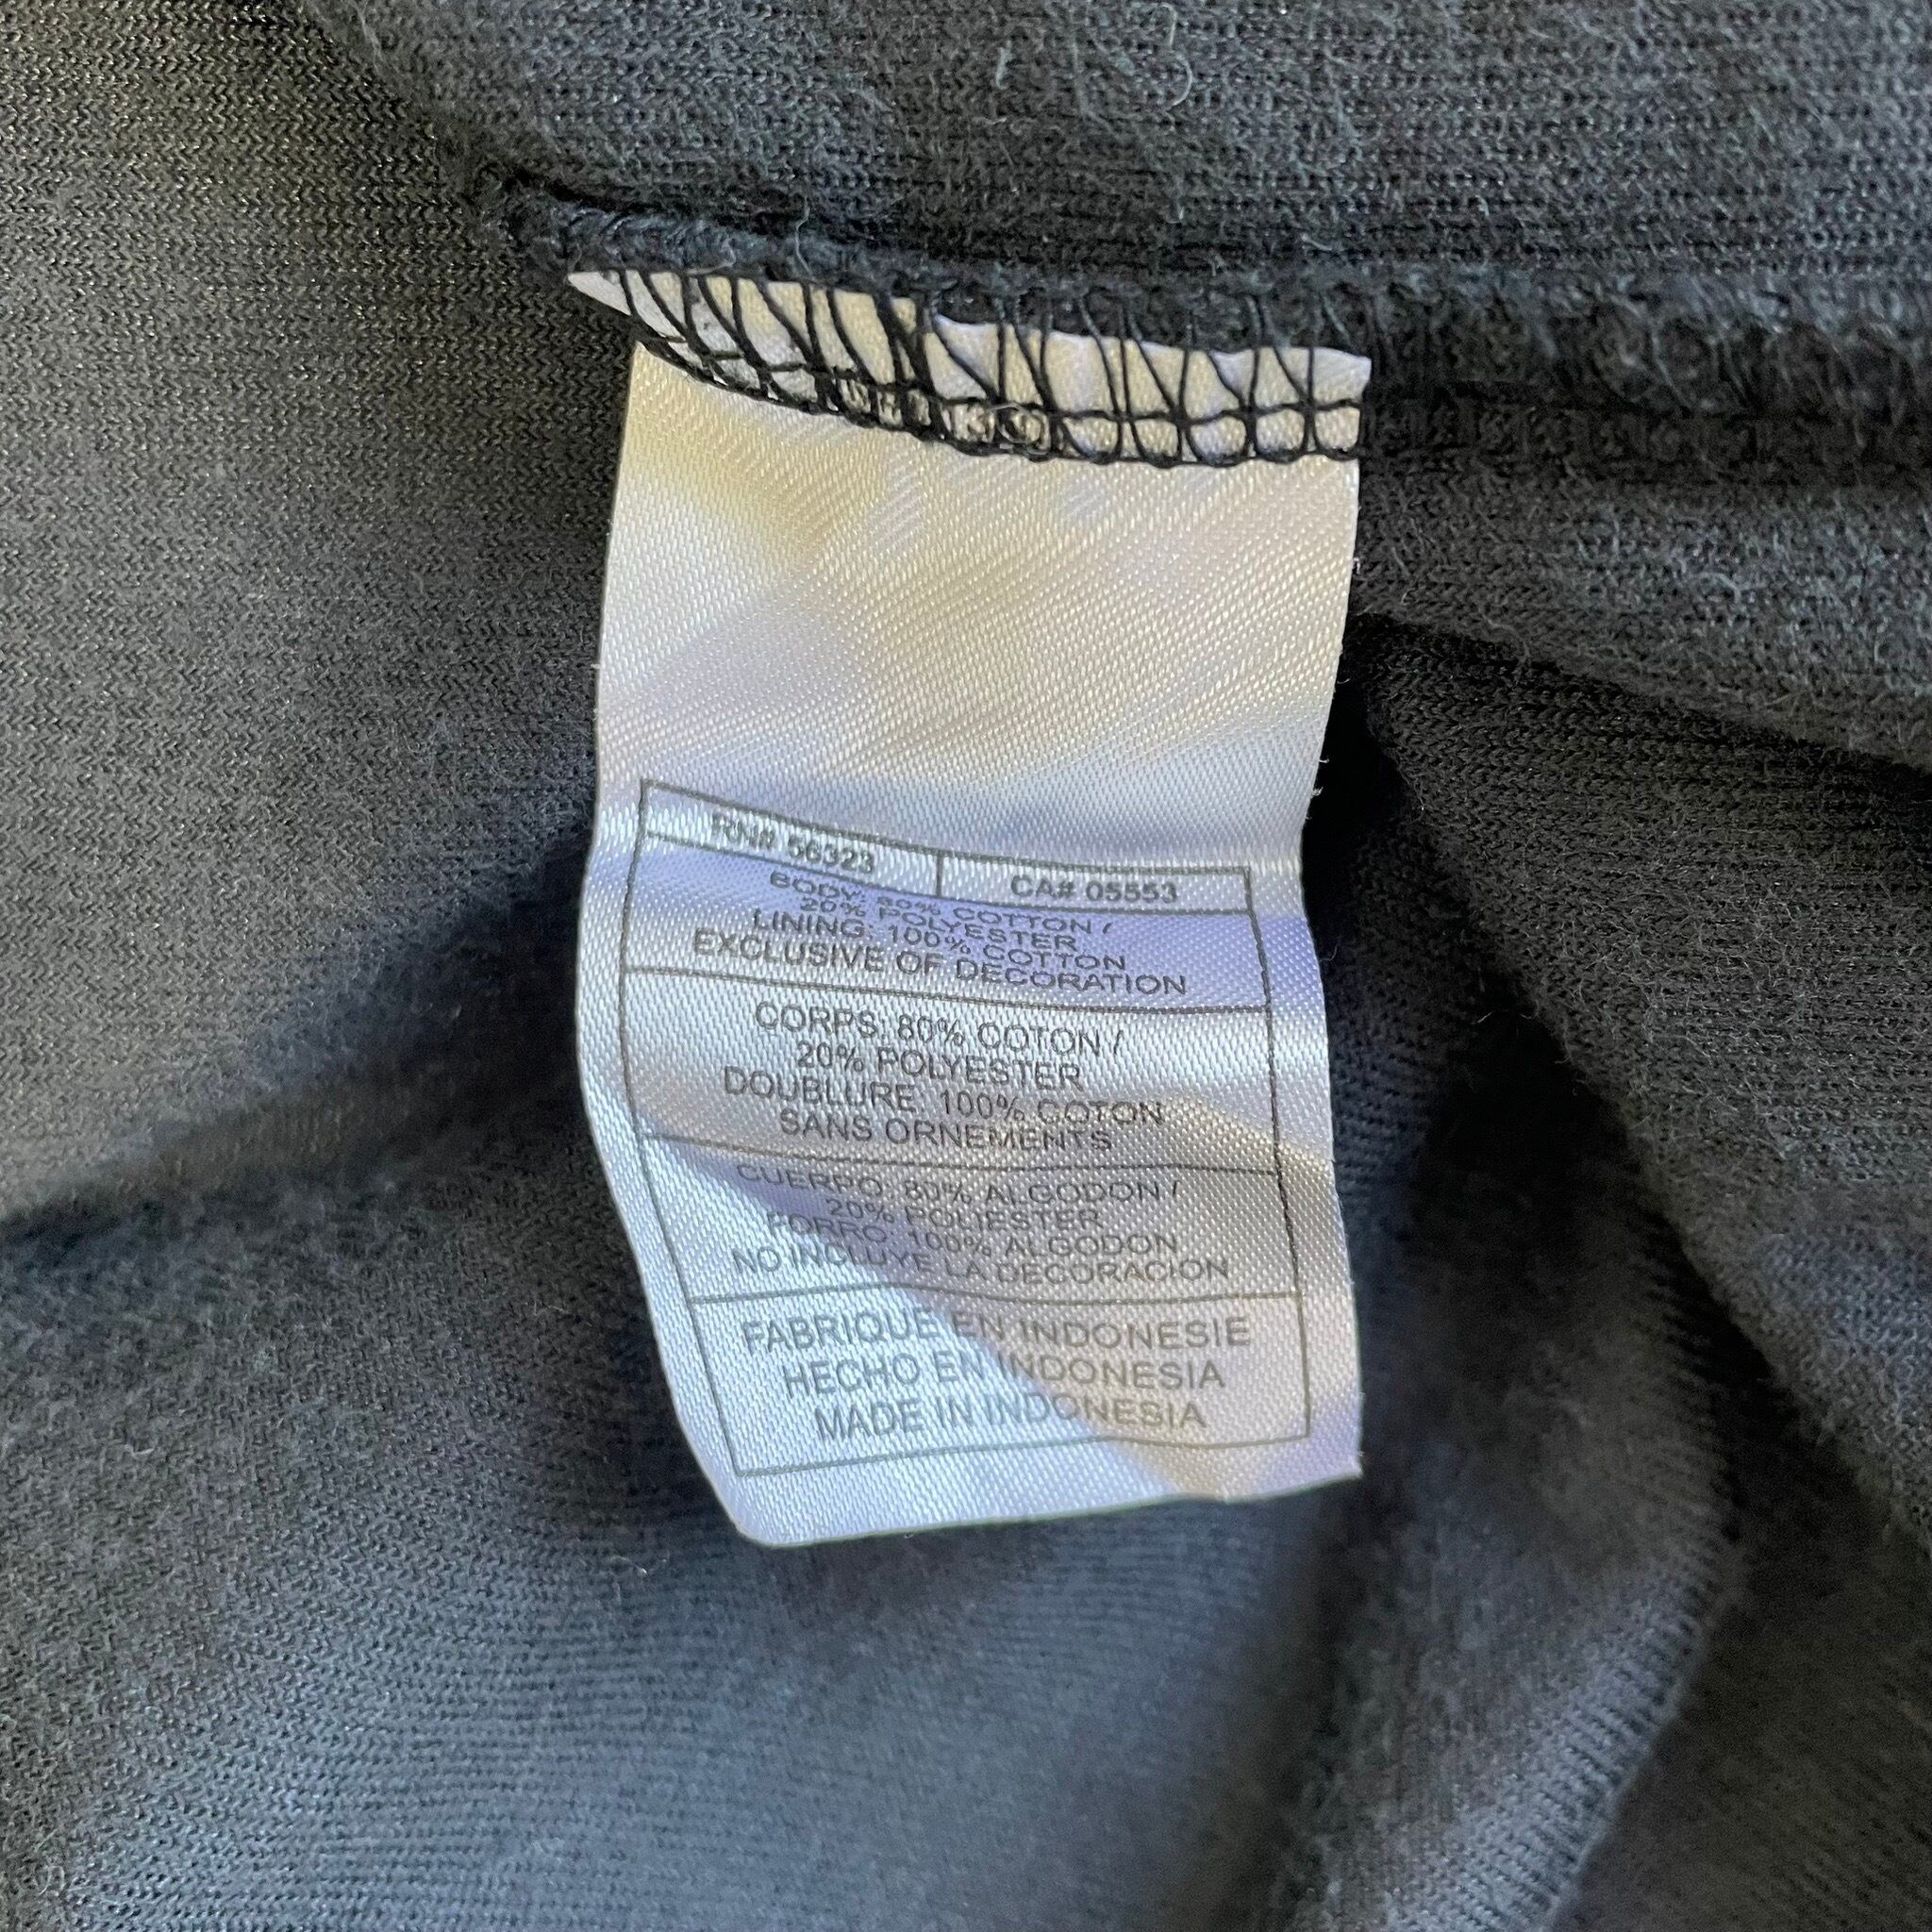 RN# 56323
CA# 05553
BODY: 80% COTTON /
20% POLYESTER
LINING: 100% COTTON
EXCLUSIVE OF DECORATION
CORPS: 80% COTON /
20% POLYESTER
DOUBLURE: 100% COTON
SANS ORNEMENTS
CUERPO: 80% ALGODON /
20% POLIESTER
FORRO: 100% ALGODON
NO INCLUYE LA DECORACION
FABRIQUE EN INDONESIE
HECHO EN INDONESIA
MADE IN INDONESIA